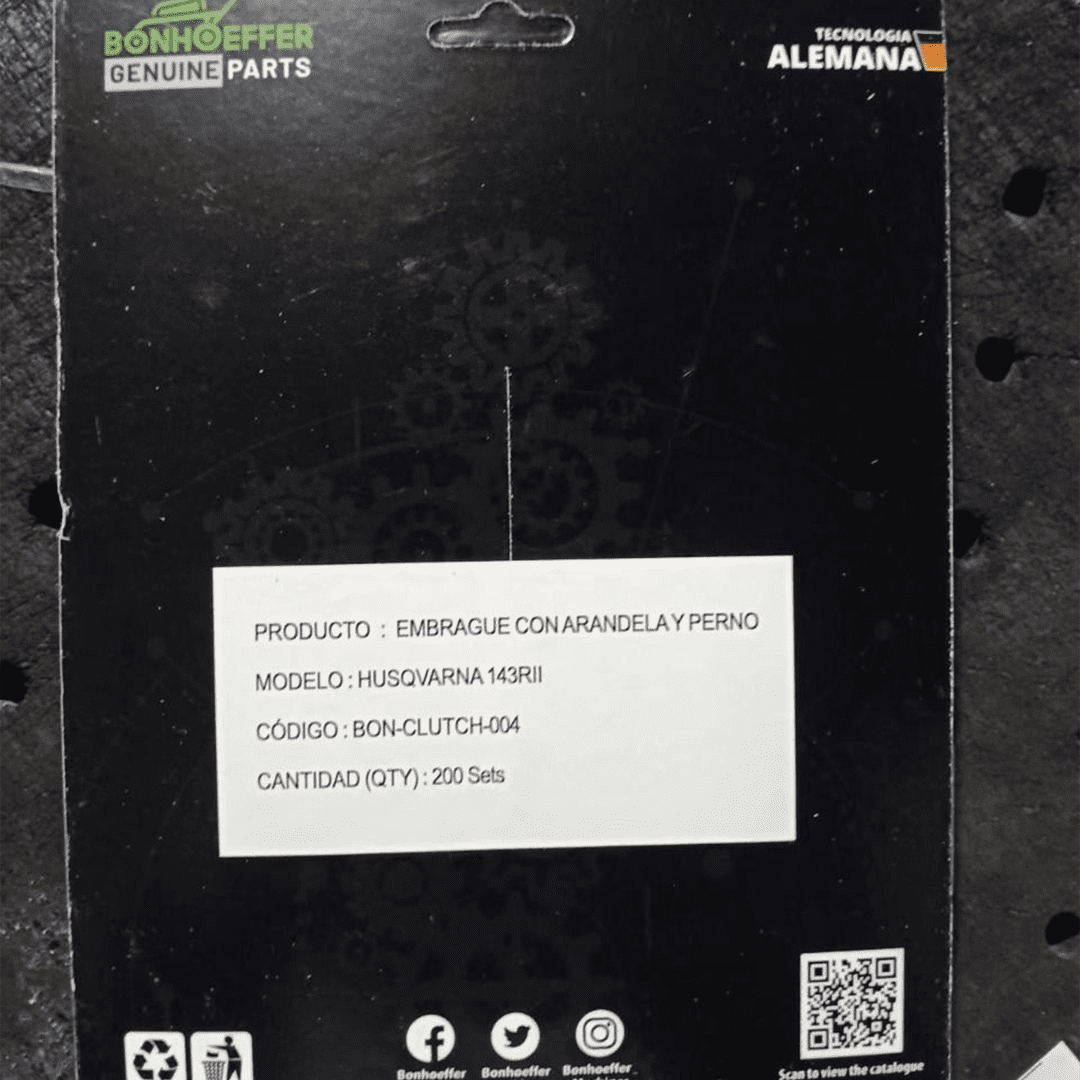 BONHOEFFER
GENUINE PARTS
TECNOLOGIA
ALEMANA
PRODUCTO : EMBRAGUE CON ARANDELA Y PERNO
MODELO : HUSQVARNA 143RII
CÓDIGO : BON-CLUTCH-004
CANTIDAD (QTY) : 200 Sets
Bonhoeffer Bonhoeffer Bonhoeffer
Scan to view the catalogue